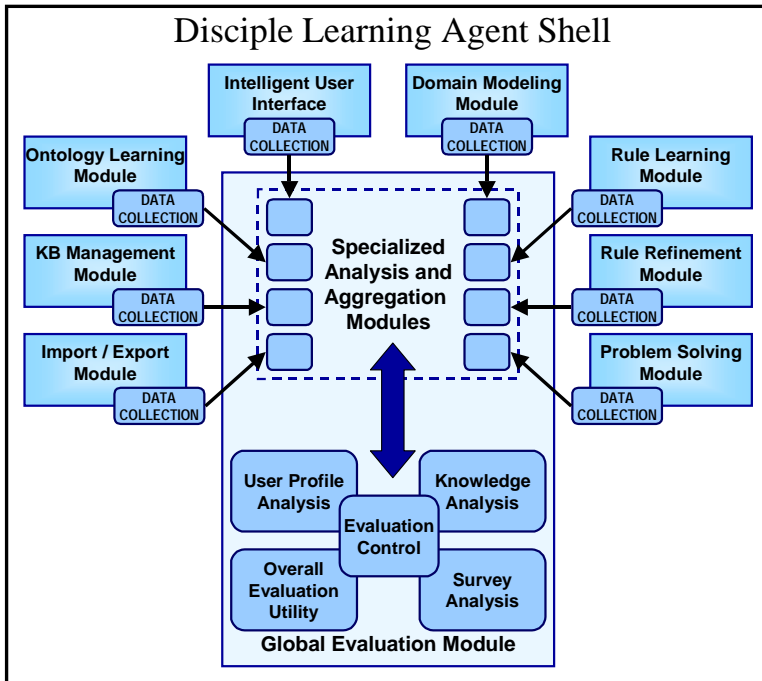 Disciple Learning Agent Shell
Intelligent User
Interface
DATA
COLLECTION
Domain Modeling
Module
DATA
COLLECTION
Ontology Learning
Module
DATA
COLLECTION
Rule Learning
Module
DATA
COLLECTION
KB Management
Module
DATA
COLLECTION
Specialized
Analysis and
Aggregation
Modules
Rule Refinement
Module
DATA
COLLECTION
Import / Export
Module
DATA
COLLECTION
Problem Solving
Module
DATA
COLLECTION
User Profile
Analysis
Knowledge
Analysis
Evaluation
Control
Overall
Evaluation
Utility
Survey
Analysis
Global Evaluation Module